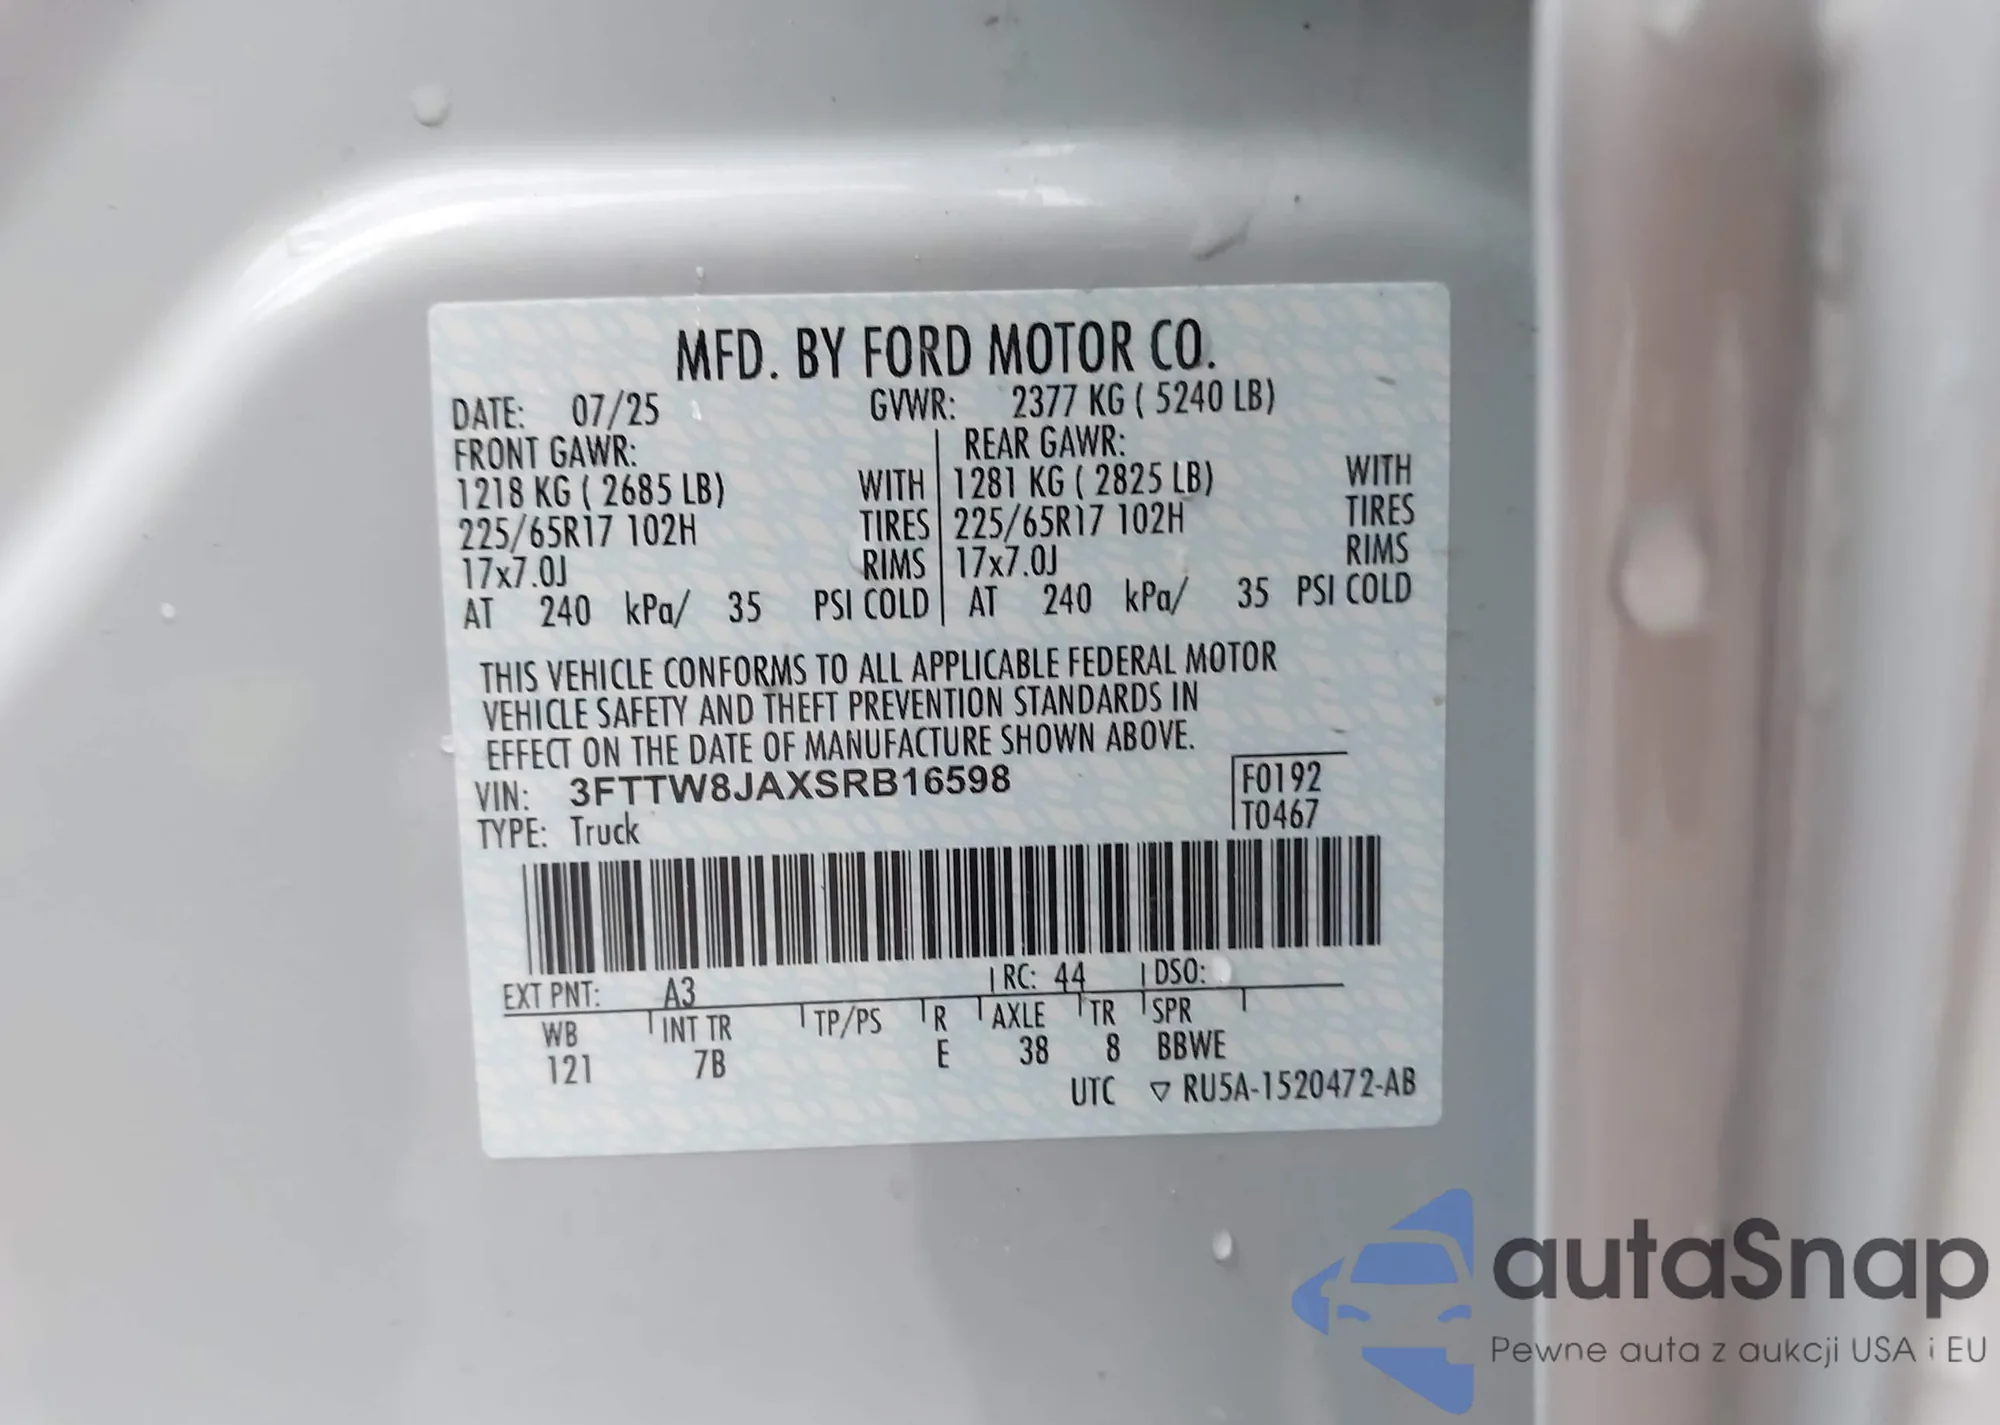 MFD. BY FORD MOTOR CO.
DATE: 07/25 GVWR: 2377 KG ( 5240 LB)
FRONT GAWR: REAR GAWR:
1218 KG ( 2685 LB) WITH 1281 KG ( 2825 LB) WITH
225/65R17 102H TIRES 225/65R17 102H TIRES
17x7.0J RIMS 17x7.0J RIMS
AT 240 kPa/ 35 PSI COLD AT 240 kPa/ 35 PSI COLD
THIS VEHICLE CONFORMS TO ALL APPLICABLE FEDERAL MOTOR
VEHICLE SAFETY AND THEFT PREVENTION STANDARDS IN
EFFECT ON THE DATE OF MANUFACTURE SHOWN ABOVE.
VIN: 3FTTW8JAXSRB16598 F0192
TYPE: Truck T0467
EXT PNT: A3 RC: 44 DSO:
WB INT TR TP/PS R AXLE TR SPR
121 7B E 38 8 BBWE
UTC ▽ RU5A-1520472-AB
autaSnap
Pewne auta z aukcji USA i EU